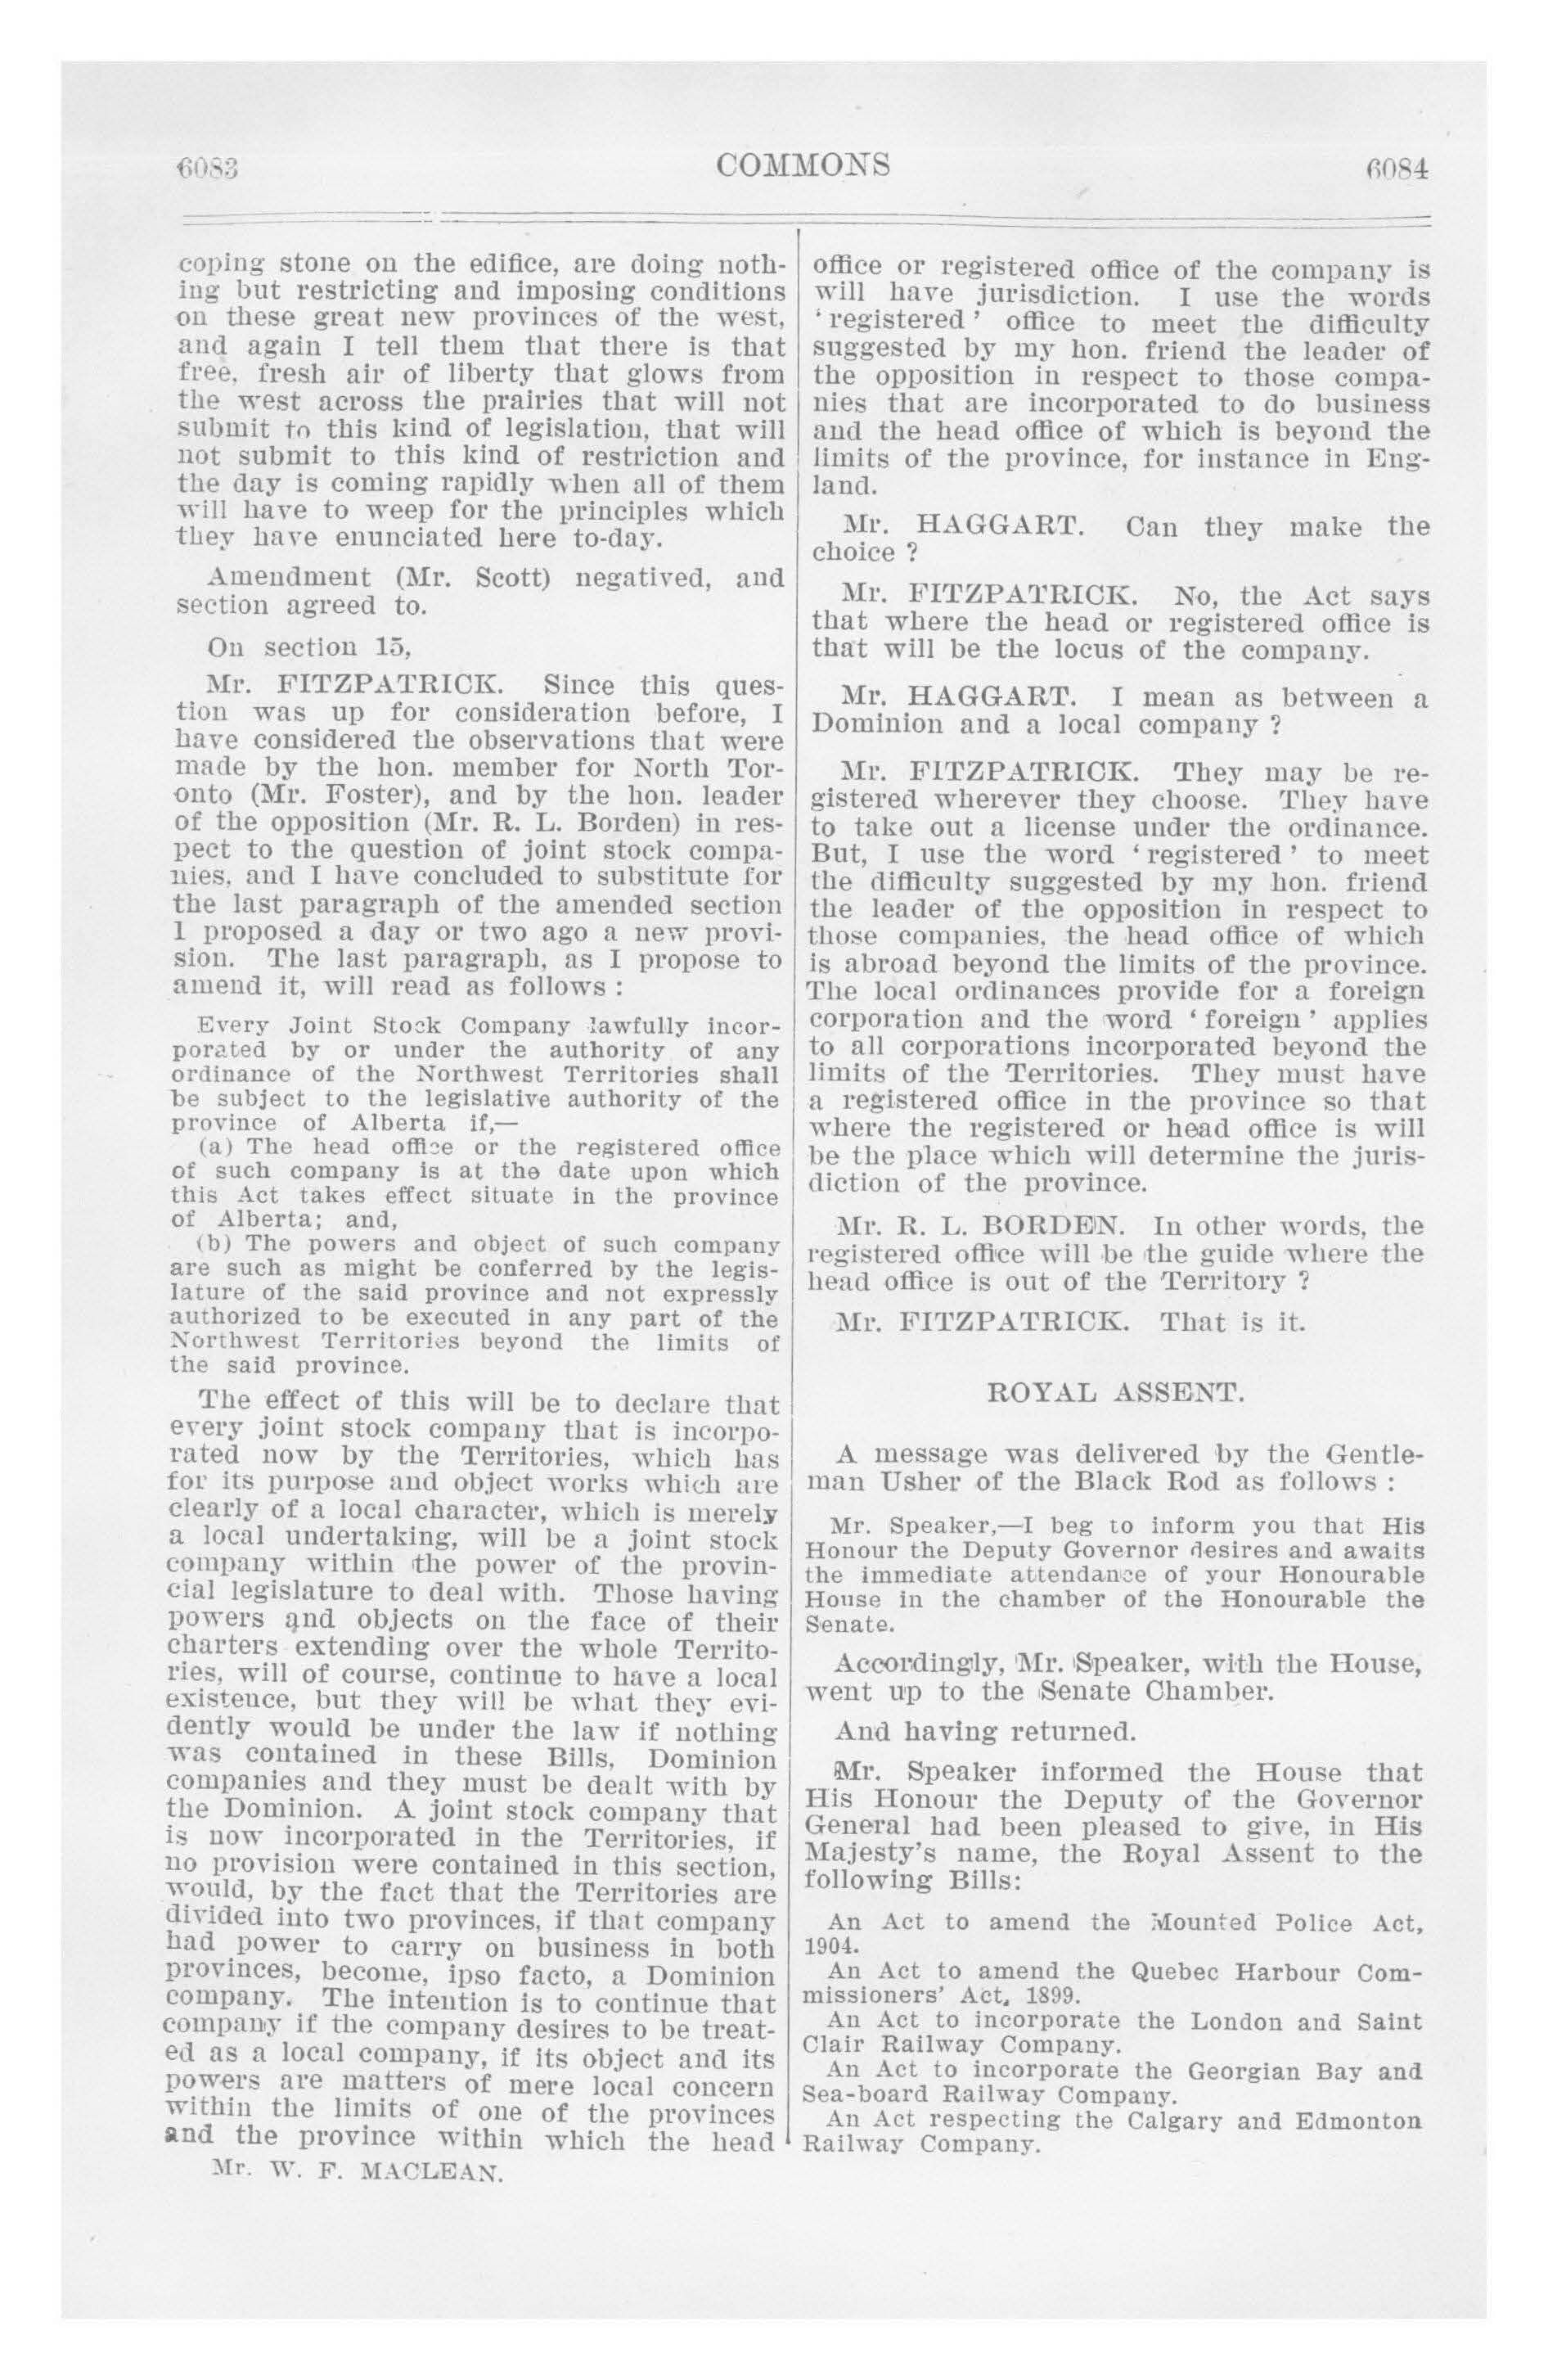 6083
COMMONS
6084
coping stone on the edifice, are doing noth-
ing but restricting and imposing conditions
on these great new provinces of the west,
and again I tell them that there is that
free, fresh air of liberty that glows from
the west across the prairies that will not
submit to this kind of legislation, that will
not submit to this kind of restriction and
the day is coming rapidly when all of them
will have to weep for the principles which
they have enunciated here to-day.
Amendment (Mr. Scott) negatived, and
section agreed to.
On section 15,
Mr. FITZPATRICK. Since this ques-
tion was up for consideration before, I
have considered the observations that were
made by the hon. member for North Tor-
onto (Mr. Foster), and by the hon. leader
of the opposition (Mr. R. L. Borden) in res-
pect to the question of joint stock compa-
nies, and I have concluded to substitute for
the last paragraph of the amended section
I proposed a day or two ago a new provi-
sion. The last paragraph, as I propose to
amend it, will read as follows :
Every Joint Stock Company lawfully incor-
porated by or under the authority of any
ordinance of the Northwest Territories shall
be subject to the legislative authority of the
province of Alberta if,—
(a) The head office or the registered office
of such company is at the date upon which
this Act takes effect situate in the province
of Alberta; and,
(b) The powers and object of such company
are such as might be conferred by the legis-
lature of the said province and not expressly
authorized to be executed in any part of the
Northwest Territories beyond the limits of
the said province.
The effect of this will be to declare that
every joint stock company that is incorpo-
rated now by the Territories, which has
for its purpose and object works which are
clearly of a local character, which is merely
a local undertaking, will be a joint stock
company within the power of the provin-
cial legislature to deal with. Those having
powers and objects on the face of their
charters extending over the whole Territo-
ries, will of course, continue to have a local
existence, but they will be what they evi-
dently would be under the law if nothing
was contained in these Bills, Dominion
companies and they must be dealt with by
the Dominion. A joint stock company that
is now incorporated in the Territories, if
no provision were contained in this section,
would, by the fact that the Territories are
divided into two provinces, if that company
had power to carry on business in both
provinces, become, ipso facto, a Dominion
company. The intention is to continue that
company if the company desires to be treat-
ed as a local company, if its object and its
powers are matters of mere local concern
within the limits of one of the provinces
and the province within which the head
Mr. W. F. MACLEAN.
office or registered office of the company is
will have jurisdiction. I use the words
‘registered’ office to meet the difficulty
suggested by my hon. friend the leader of
the opposition in respect to those compa-
nies that are incorporated to do business
and the head office of which is beyond the
limits of the province, for instance in Eng-
land.
Mr. HAGGART. Can they make the
choice ?
Mr. FITZPATRICK. No, the Act says
that where the head or registered office is
that will be the locus of the company.
Mr. HAGGART. I mean as between a
Dominion and a local company ?
Mr. FITZPATRICK. They may be re-
gistered wherever they choose. They have
to take out a license under the ordinance.
But, I use the word ‘registered’ to meet
the difficulty suggested by my hon. friend
the leader of the opposition in respect to
those companies, the head office of which
is abroad beyond the limits of the province.
The local ordinances provide for a foreign
corporation and the word ‘foreign’ applies
to all corporations incorporated beyond the
limits of the Territories. They must have
a registered office in the province so that
where the registered or head office is will
be the place which will determine the juris-
diction of the province.
Mr. R. L. BORDEN. In other words, the
registered office will be the guide where the
head office is out of the Territory ?
Mr. FITZPATRICK. That is it.
ROYAL ASSENT.
A message was delivered by the Gentle-
man Usher of the Black Rod as follows :
Mr. Speaker,—I beg to inform you that His
Honour the Deputy Governor desires and awaits
the immediate attendance of your Honourable
House in the chamber of the Honourable the
Senate.
Accordingly, Mr. Speaker, with the House,
went up to the Senate Chamber.
And having returned.
Mr. Speaker informed the House that
His Honour the Deputy of the Governor
General had been pleased to give, in His
Majesty's name, the Royal Assent to the
following Bills:
An Act to amend the Mounted Police Act,
1904.
An Act to amend the Quebec Harbour Com-
missioners' Act, 1899.
An Act to incorporate the London and Saint
Clair Railway Company.
An Act to incorporate the Georgian Bay and
Sea-board Railway Company.
An Act respecting the Calgary and Edmonton
Railway Company.